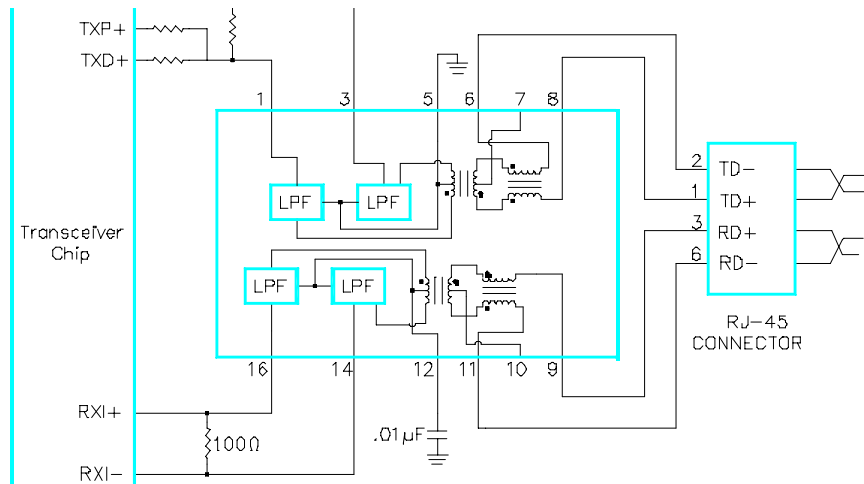 TXP+
TXD+
1 3 5 6 7 8
LPF LPF
Transceiver
Chip
LPF LPF
2 TD-
1 TD+
3 RD+
6 RD-
RJ-45
CONNECTOR
16 14 12 11 10 9
RXI+
100Ω
.01µF
RXI-